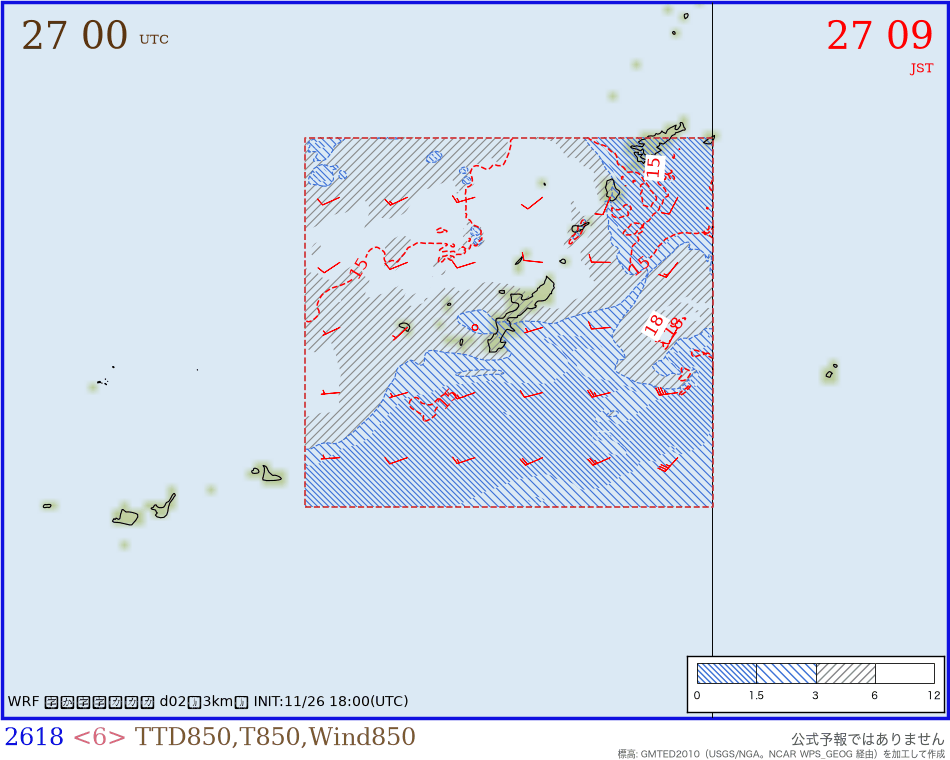 27 00 UTC
27 09
JST
15
15
15
18
18
15
0 1.5 3 6 12
WRF d02 3km INIT:11/26 18:00(UTC)
2618 <6> TTD850,T850,Wind850
公式予報ではありません
標高: GMTED2010（USGS/NGA。NCAR WPS_GEOG 経由）を加工して作成